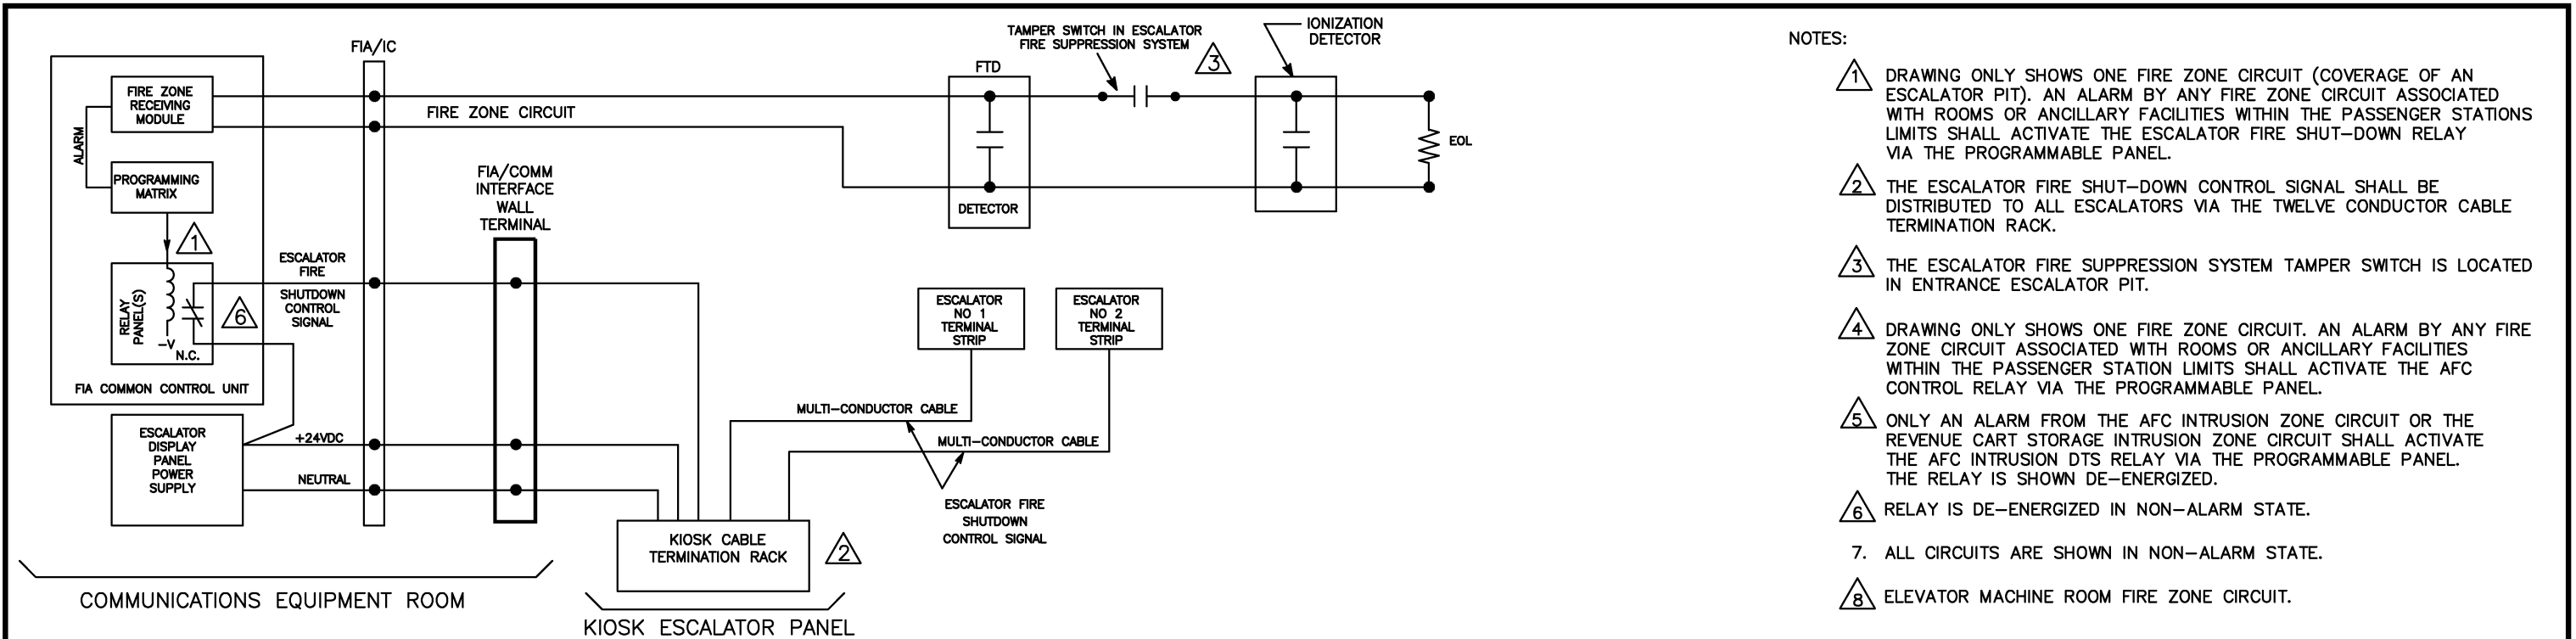 FIA/IC
TAMPER SWITCH IN ESCALATOR
FIRE SUPPRESSION SYSTEM
3
IONIZATION
DETECTOR
FTD
FIRE ZONE
RECEIVING
MODULE
FIRE ZONE CIRCUIT
ALARM
EOL
PROGRAMMING
MATRIX
FIA/COMM
INTERFACE
WALL
TERMINAL
DETECTOR
1
ESCALATOR
FIRE
SHUTDOWN
CONTROL
SIGNAL
RELAY
PANEL(S)
6
-V
N.C.
FIA COMMON CONTROL UNIT
ESCALATOR
NO 1
TERMINAL
STRIP
ESCALATOR
NO 2
TERMINAL
STRIP
MULTI-CONDUCTOR CABLE
MULTI-CONDUCTOR CABLE
ESCALATOR
DISPLAY
PANEL
POWER
SUPPLY
+24VDC
NEUTRAL
ESCALATOR FIRE
SHUTDOWN
CONTROL SIGNAL
KIOSK CABLE
TERMINATION RACK
2
COMMUNICATIONS EQUIPMENT ROOM
KIOSK ESCALATOR PANEL
NOTES:
1 DRAWING ONLY SHOWS ONE FIRE ZONE CIRCUIT (COVERAGE OF AN
ESCALATOR PIT). AN ALARM BY ANY FIRE ZONE CIRCUIT ASSOCIATED
WITH ROOMS OR ANCILLARY FACILITIES WITHIN THE PASSENGER STATIONS
LIMITS SHALL ACTIVATE THE ESCALATOR FIRE SHUT-DOWN RELAY
VIA THE PROGRAMMABLE PANEL.
2 THE ESCALATOR FIRE SHUT-DOWN CONTROL SIGNAL SHALL BE
DISTRIBUTED TO ALL ESCALATORS VIA THE TWELVE CONDUCTOR CABLE
TERMINATION RACK.
3 THE ESCALATOR FIRE SUPPRESSION SYSTEM TAMPER SWITCH IS LOCATED
IN ENTRANCE ESCALATOR PIT.
4 DRAWING ONLY SHOWS ONE FIRE ZONE CIRCUIT. AN ALARM BY ANY FIRE
ZONE CIRCUIT ASSOCIATED WITH ROOMS OR ANCILLARY FACILITIES
WITHIN THE PASSENGER STATION LIMITS SHALL ACTIVATE THE AFC
CONTROL RELAY VIA THE PROGRAMMABLE PANEL.
5 ONLY AN ALARM FROM THE AFC INTRUSION ZONE CIRCUIT OR THE
REVENUE CART STORAGE INTRUSION ZONE CIRCUIT SHALL ACTIVATE
THE AFC INTRUSION DTS RELAY VIA THE PROGRAMMABLE PANEL.
THE RELAY IS SHOWN DE-ENERGIZED.
6 RELAY IS DE-ENERGIZED IN NON-ALARM STATE.
7. ALL CIRCUITS ARE SHOWN IN NON-ALARM STATE.
8 ELEVATOR MACHINE ROOM FIRE ZONE CIRCUIT.